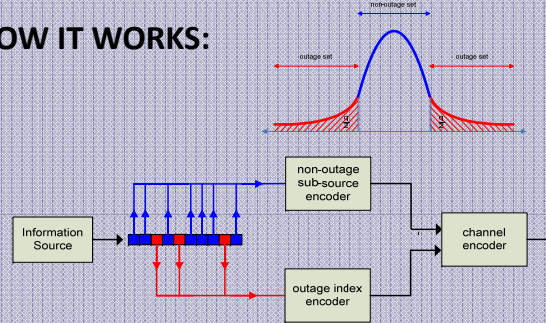 OW IT WORKS:
non-outage set
outage set
outage set
non-outage
sub-source
encoder
Information
Source
channel
encoder
outage index
encoder